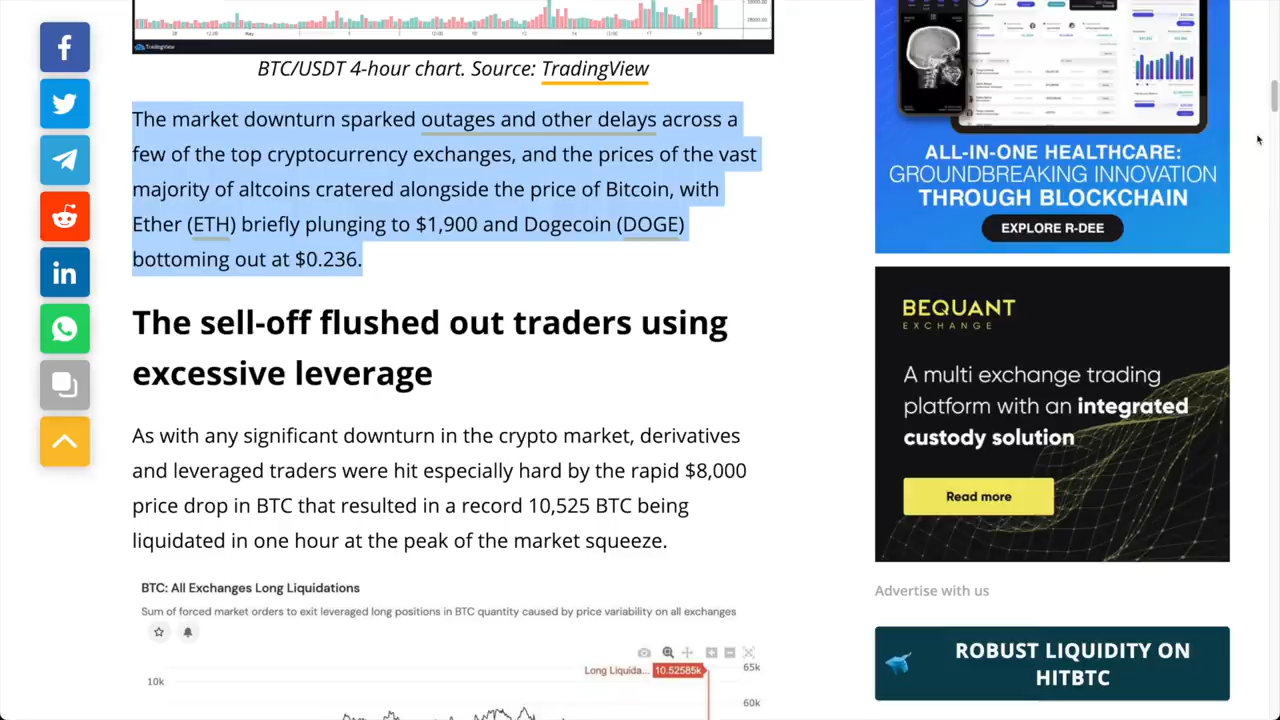 TradingView
BTC/USDT 4-hour chart. Source: TradingView
The market downturn sparked outages and other delays across a
few of the top cryptocurrency exchanges, and the prices of the vast
majority of altcoins cratered alongside the price of Bitcoin, with
Ether (ETH) briefly plunging to $1,900 and Dogecoin (DOGE)
bottoming out at $0.236.
The sell-off flushed out traders using
excessive leverage
As with any significant downturn in the crypto market, derivatives
and leveraged traders were hit especially hard by the rapid $8,000
price drop in BTC that resulted in a record 10,525 BTC being
liquidated in one hour at the peak of the market squeeze.
BTC: All Exchanges Long Liquidations
Sum of forced market orders to exit leveraged long positions in BTC quantity caused by price variability on all exchanges
Long Liquida... 10.52585k
65k
10k
60k
ALL-IN-ONE HEALTHCARE:
GROUNDBREAKING INNOVATION
THROUGH BLOCKCHAIN
EXPLORE R-DEE
BEQUANT
EXCHANGE
A multi exchange trading
platform with an integrated
custody solution
Read more
Advertise with us
ROBUST LIQUIDITY ON
HITBTC